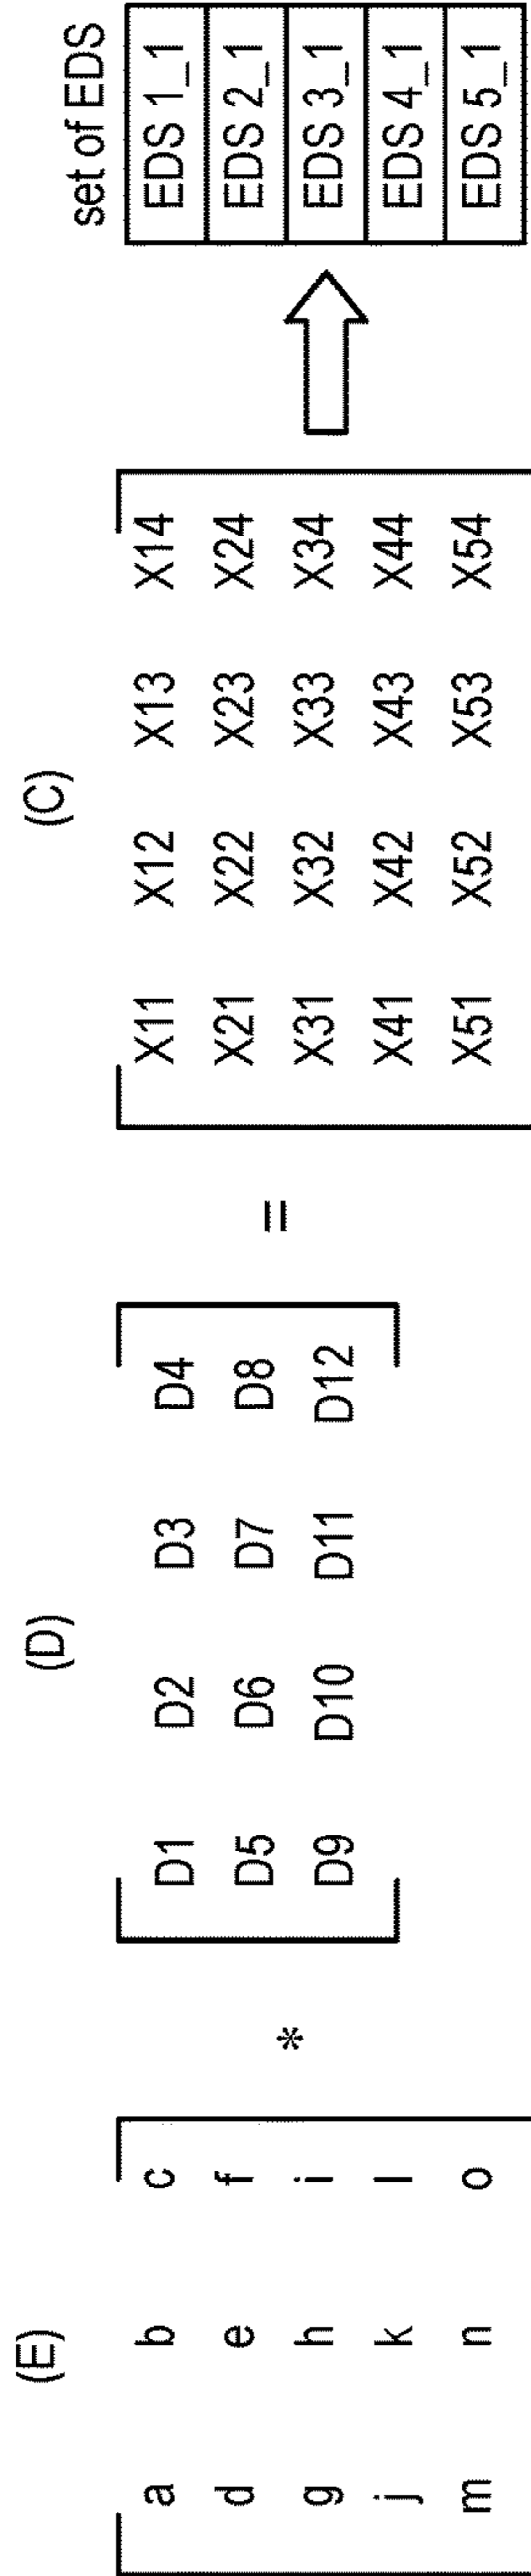 (E) (D) (C) set of EDS
a b c D1 D2 D3 D4 X11 X12 X13 X14 EDS 1_1
d e f D5 D6 D7 D8 X21 X22 X23 X24 EDS 2_1
g h i * D9 D10 D11 D12 = X31 X32 X33 X34 EDS 3_1
j k l X41 X42 X43 X44 EDS 4_1
m n o X51 X52 X53 X54 EDS 5_1